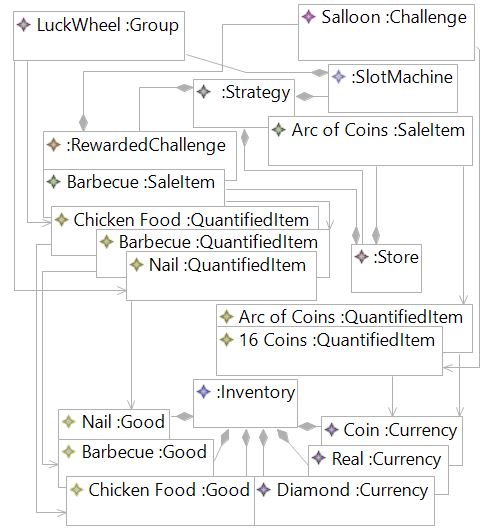 LuckWheel :Group
Salloon :Challenge
:Strategy
:SlotMachine
Arc of Coins :SaleItem
:RewardedChallenge
Barbecue :SaleItem
Chicken Food :QuantifiedItem
Barbecue :QuantifiedItem
Nail :QuantifiedItem
:Store
Arc of Coins :QuantifiedItem
16 Coins :QuantifiedItem
:Inventory
Nail :Good
Coin :Currency
Barbecue :Good
Real :Currency
Chicken Food :Good
Diamond :Currency